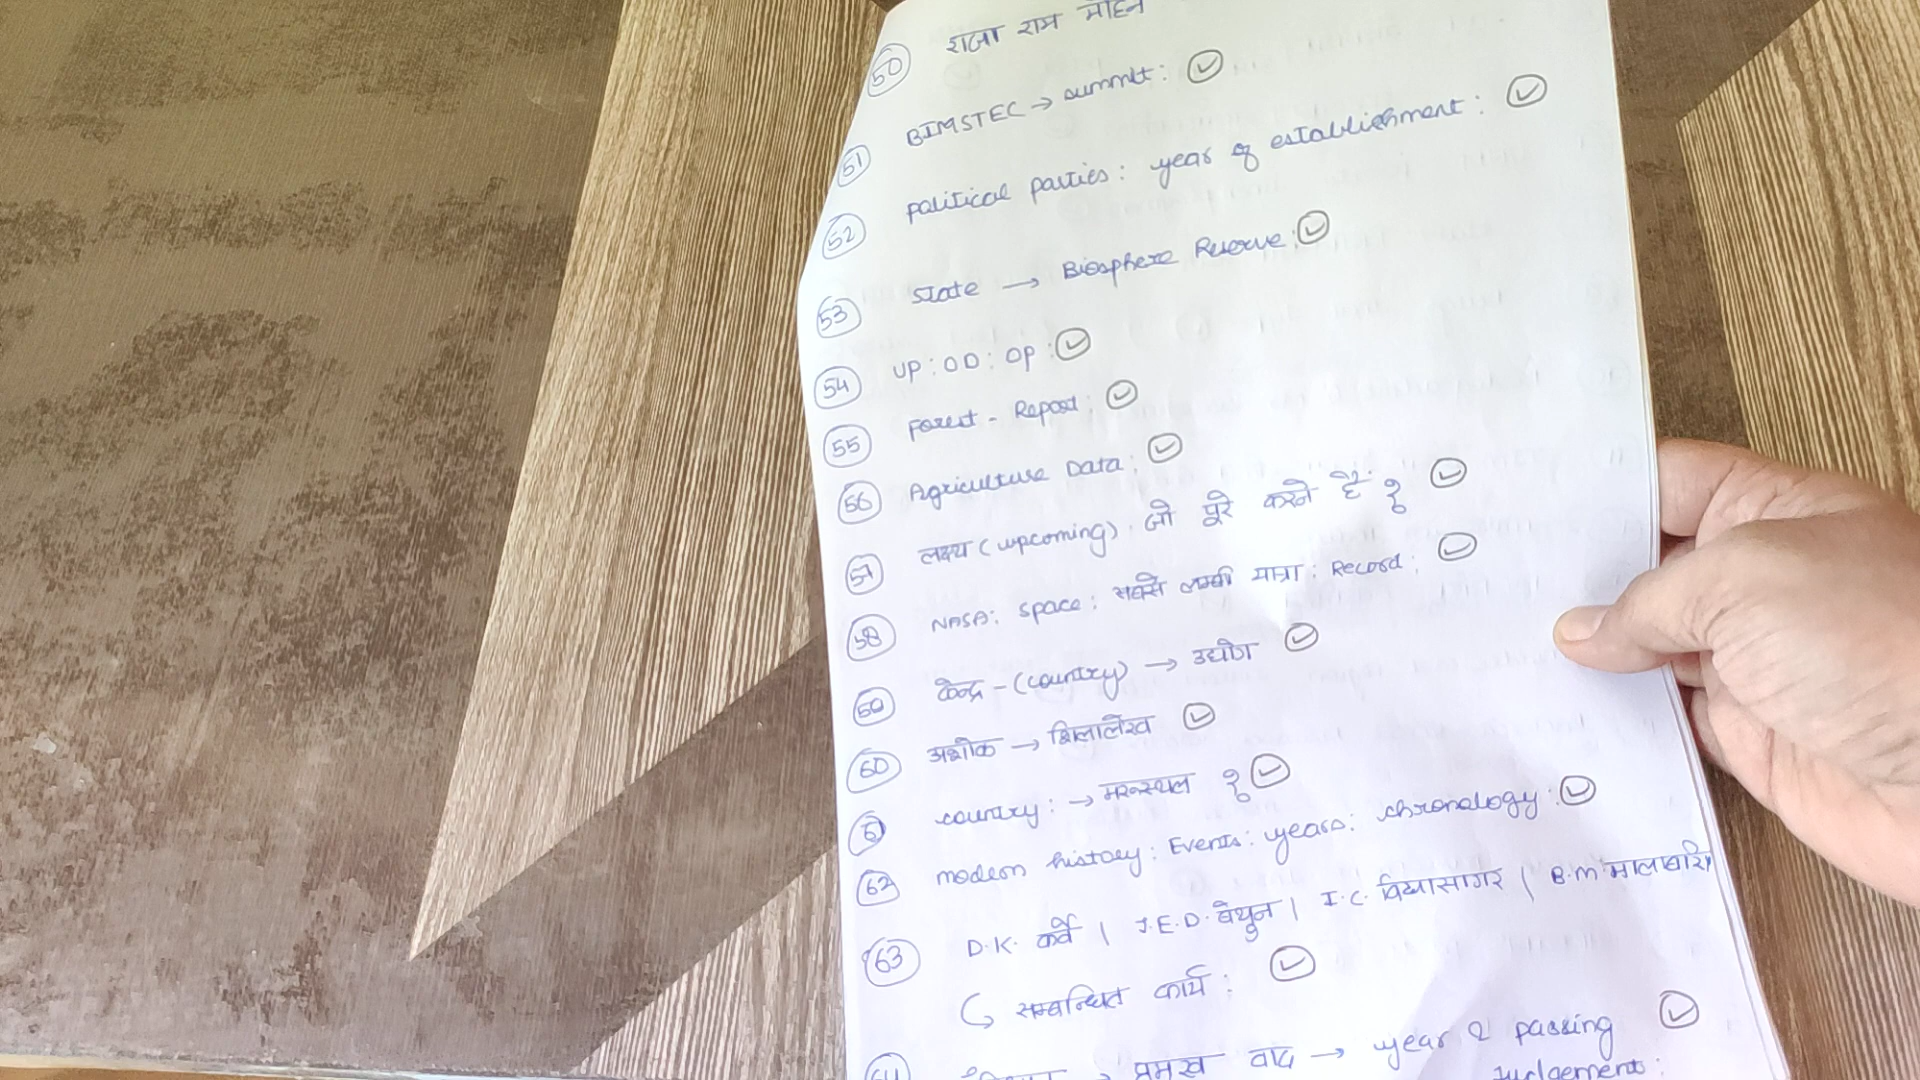 50 राजा राम मोहन
51 BIMSTEC → summit :
52 political parties : year of establishment :
53 State → Biosphere Reserve :
54 UP : OD : OP :
55 Forest - Report :
56 Agriculture Data :
57 लक्ष्य (upcoming) . जो पूरे करने हैं ?
58 NASA : space : सबसे लम्बी यात्रा : Record :
59 केन्द्र - (country) → उद्योग
60 अशोक → शिलालेख
6 country : → मरूस्थल ?
62 modern history : Events : years : chronology :
63 D.K. कर्वे | J.E.D. बेथुन | I.C. विद्यासागर | B.M. मालाबारी
सम्बन्धित कार्य :
64 → प्रमुख वाद → year & passing
Judgement :